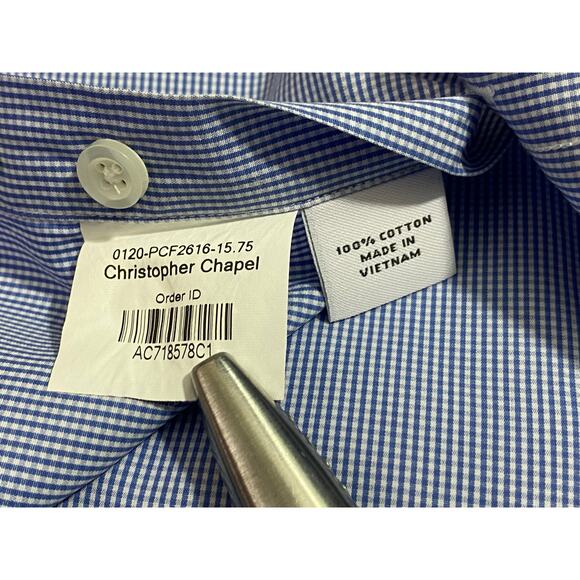 0120-PCF2616-15.75
Christopher Chapel
Order ID
AC718578C1
100% COTTON
MADE IN
VIETNAM